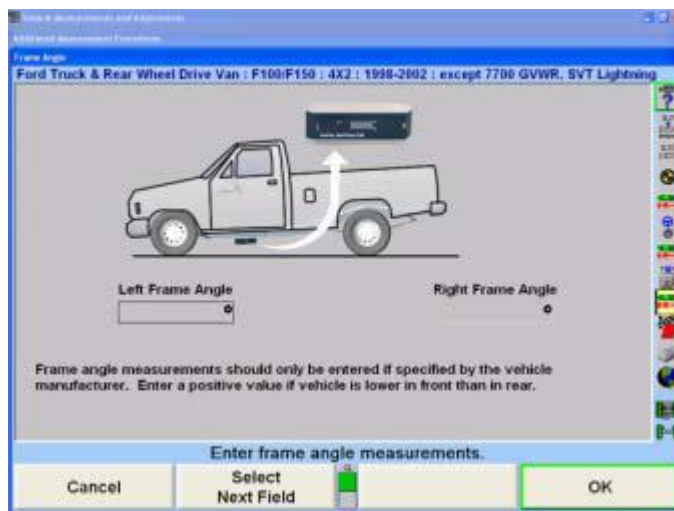 Frame Angle
Ford Truck & Rear Wheel Drive Van : F100/F150 : 4X2 : 1998-2002 : except 7700 GVWR, SVT Lightning
Left Frame Angle
Right Frame Angle
Frame angle measurements should only be entered if specified by the vehicle
manufacturer. Enter a positive value if vehicle is lower in front than in rear.
Enter frame angle measurements.
Cancel
Select
Next Field
OK